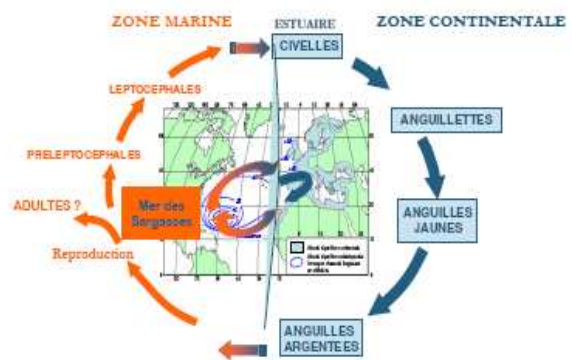 ZONE MARINE
ESTUAIRE
ZONE CONTINENTALE
CIVELLES
LEPTOCEPHALES
ANGUILLETTES
PRELEPTOCEPHALES
ADULTES ?
Mer des
Sargasses
ANGUILLES
JAUNES
Reproduction
ANGUILLES
ARGENTEES